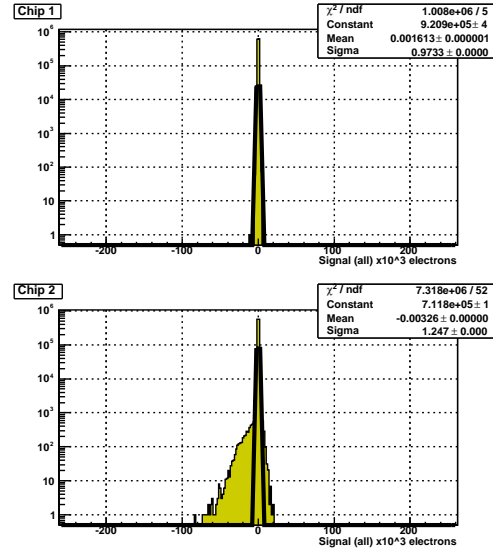 Chip 1
χ² / ndf 1.008e+06 / 5
Constant 9.209e+05 ± 4
Mean 0.001613 ± 0.000001
Sigma 0.9733 ± 0.0000
10⁶
10⁵
10⁴
10³
10²
10
1
-200 -100 0 100 200
Signal (all) x10^3 electrons
Chip 2
χ² / ndf 7.318e+06 / 52
Constant 7.118e+05 ± 1
Mean -0.00326 ± 0.00000
Sigma 1.247 ± 0.000
10⁶
10⁵
10⁴
10³
10²
10
1
-200 -100 0 100 200
Signal (all) x10^3 electrons